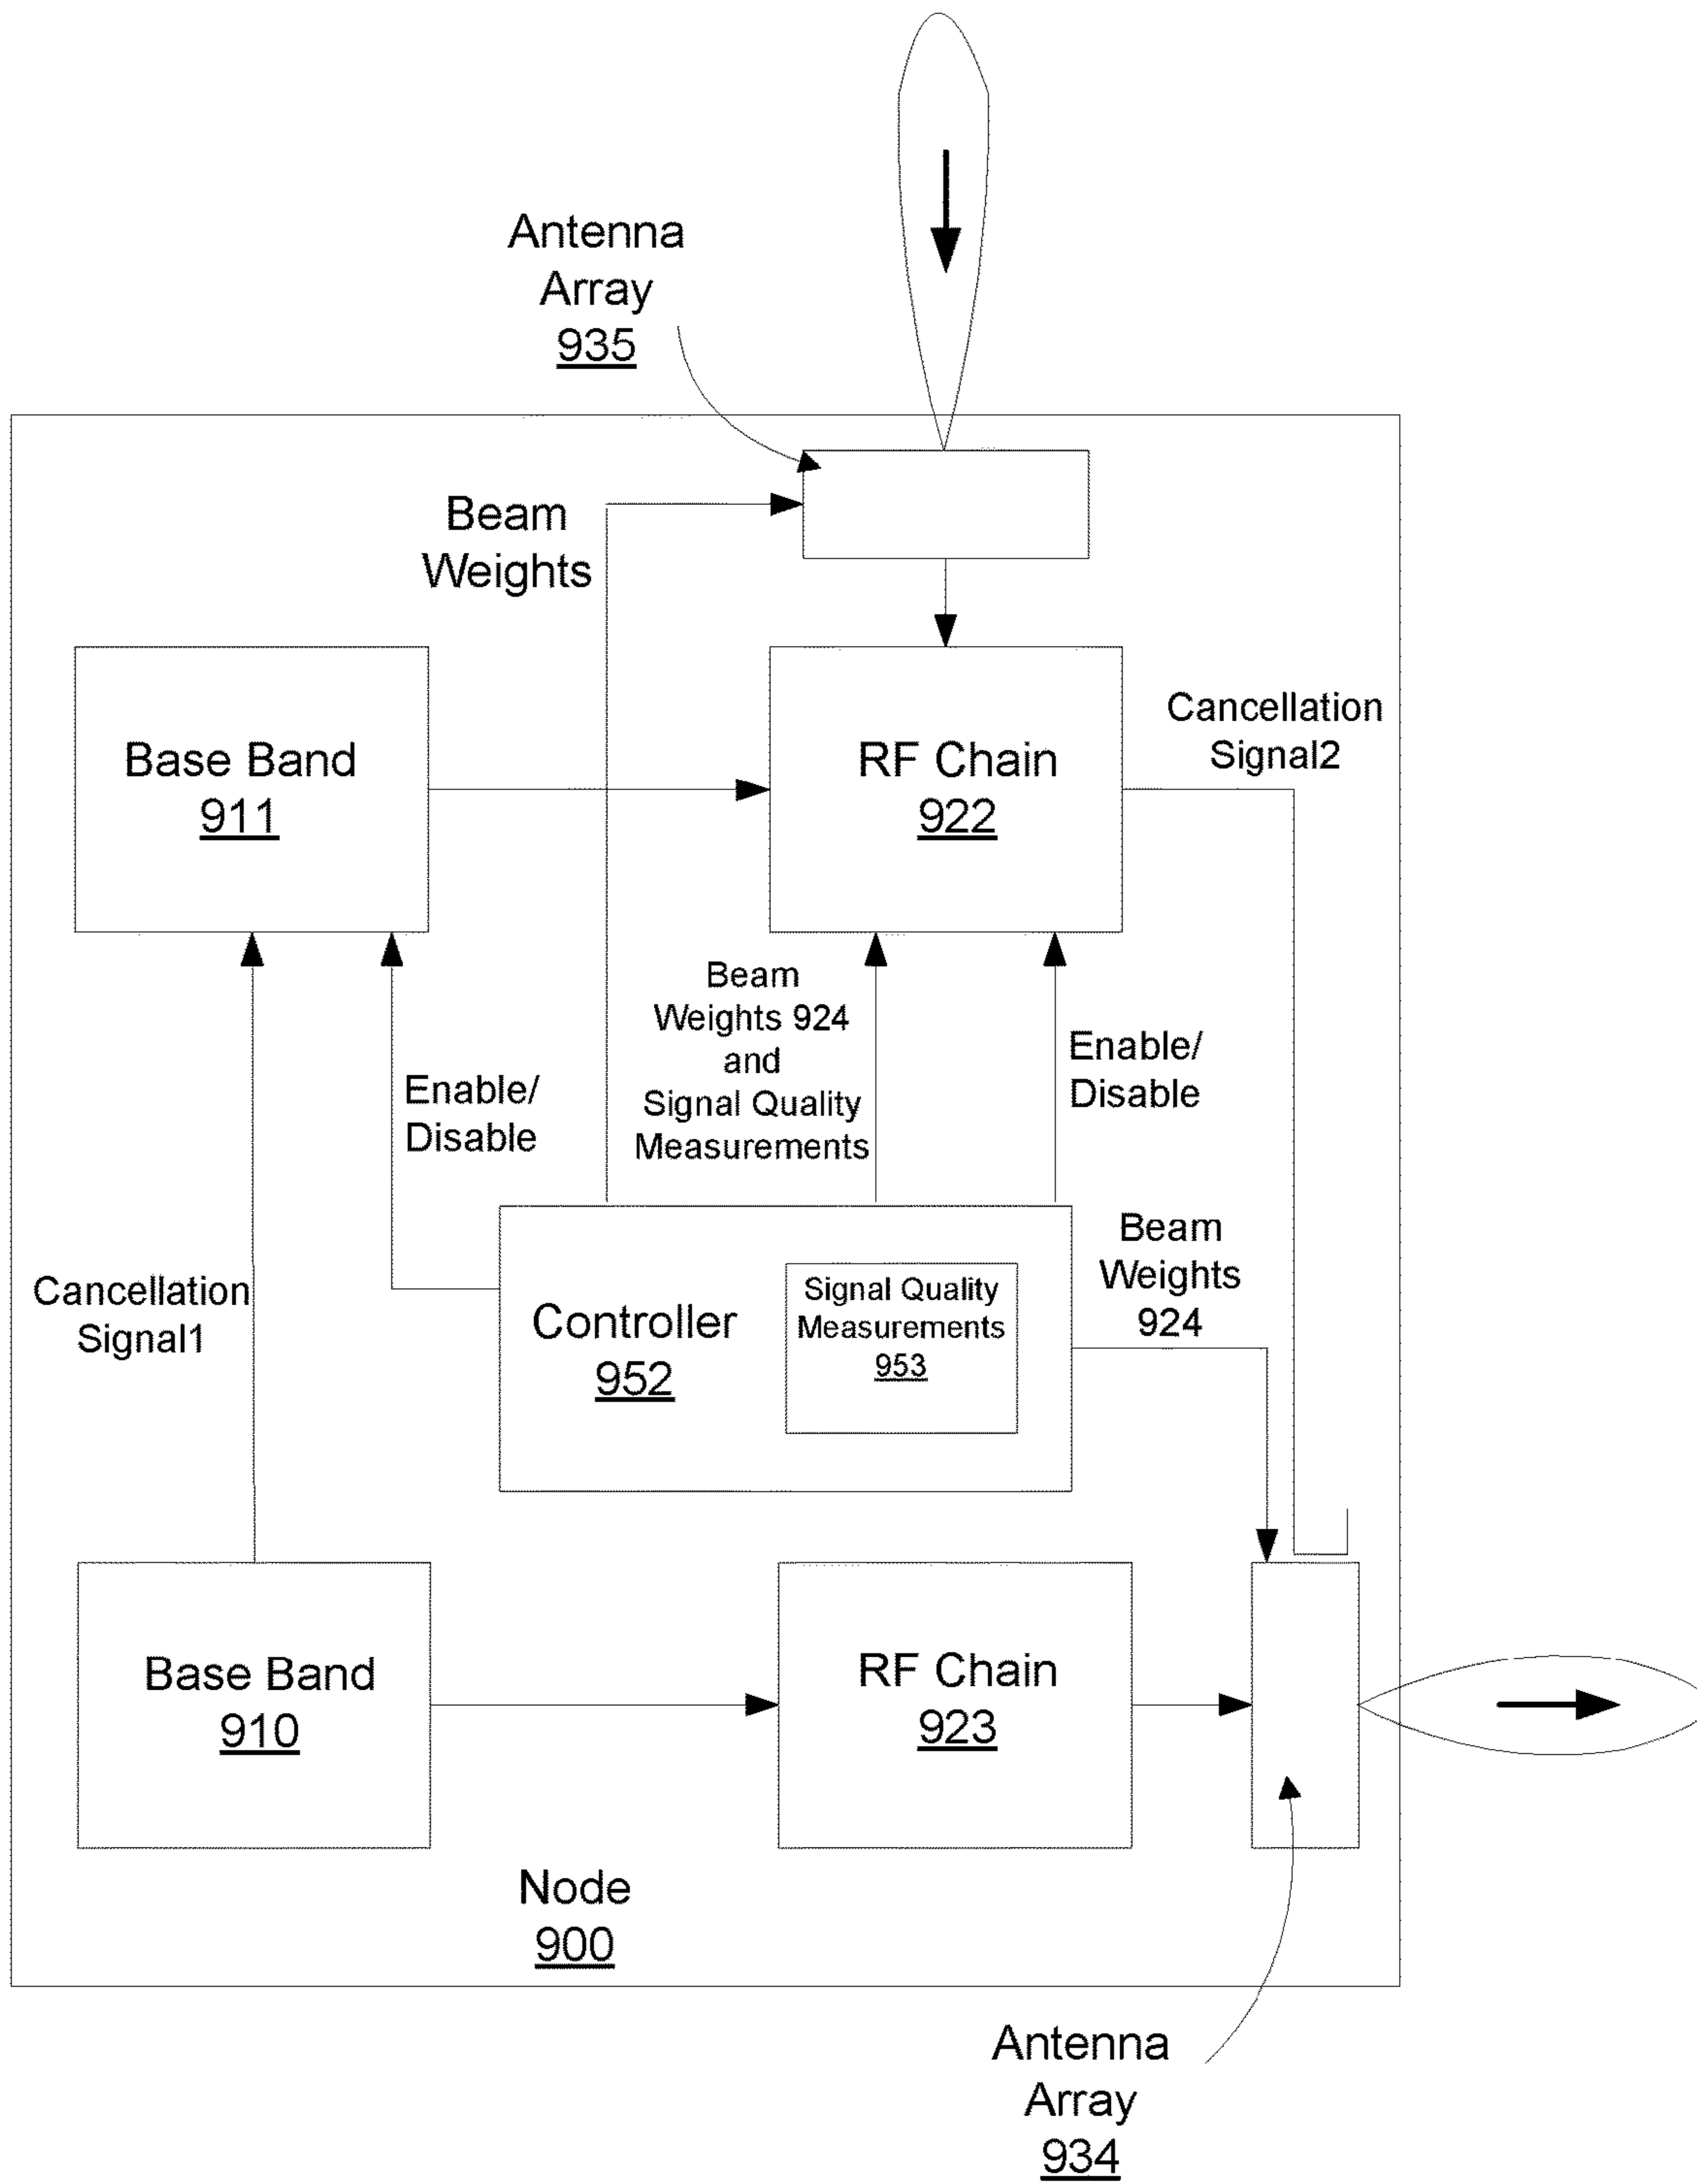 Antenna
Array
935
Beam
Weights
Base Band
911
RF Chain
922
Cancellation
Signal2
Beam
Weights 924
and
Signal Quality
Measurements
Enable/
Disable
Enable/
Disable
Cancellation
Signal1
Controller
952
Signal Quality
Measurements
953
Beam
Weights
924
Base Band
910
RF Chain
923
Node
900
Antenna
Array
934